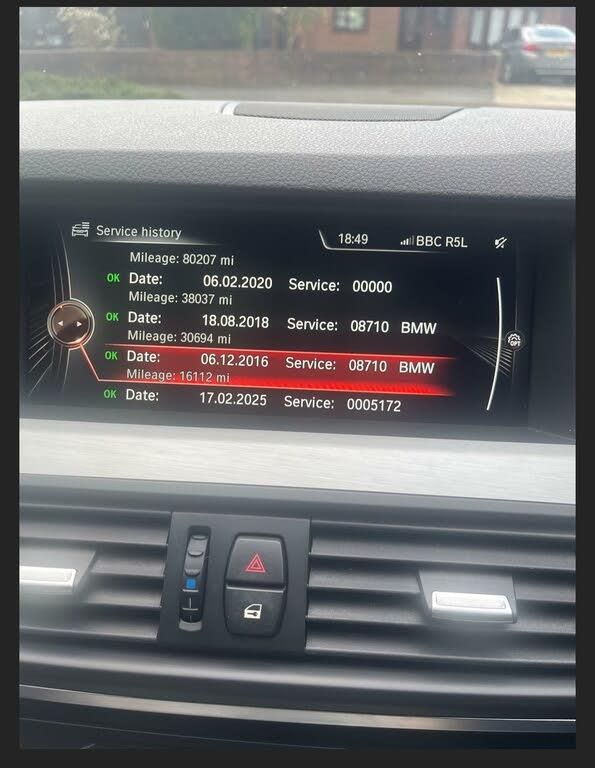 Service history
18:49 BBC R5L
Mileage: 80207 mi
OK Date: 06.02.2020 Service: 00000
Mileage: 38037 mi
OK Date: 18.08.2018 Service: 08710 BMW
Mileage: 30694 mi
OK Date: 06.12.2016 Service: 08710 BMW
Mileage: 16112 mi
OK Date: 17.02.2025 Service: 0005172
OFF